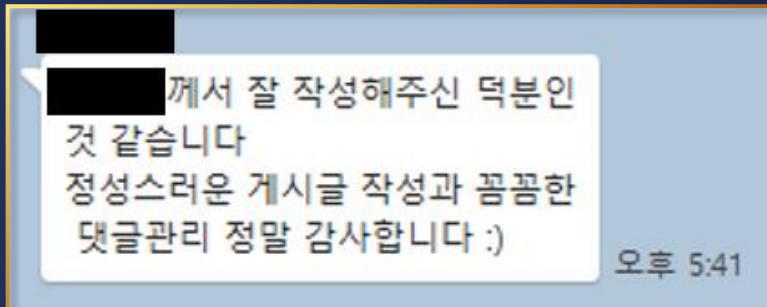 께서 잘 작성해주신 덕분인
것 같습니다
정성스러운 게시글 작성과 꼼꼼한
댓글관리 정말 감사합니다 :)
오후 5:41